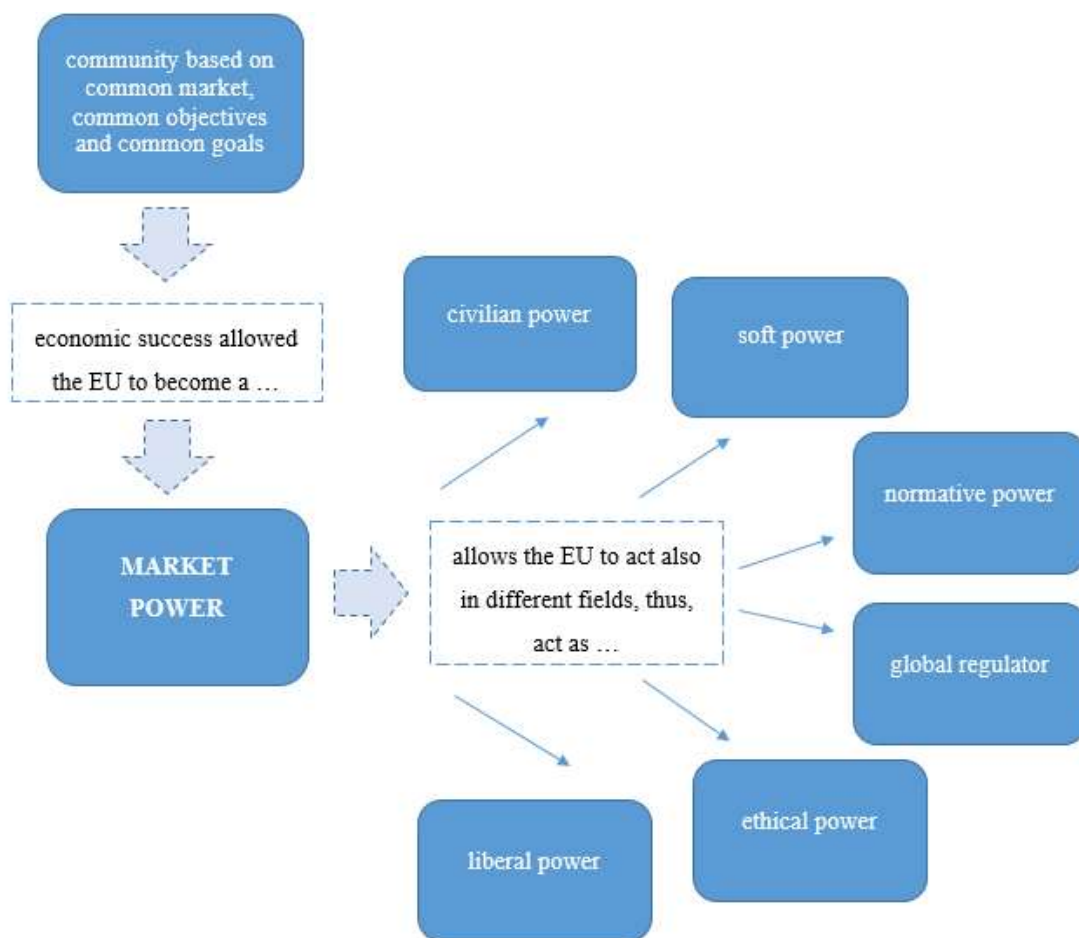 community based on
common market,
common objectives
and common goals
economic success allowed
the EU to become a …
MARKET
POWER
allows the EU to act also
in different fields, thus,
act as …
civilian power
soft power
normative power
global regulator
ethical power
liberal power